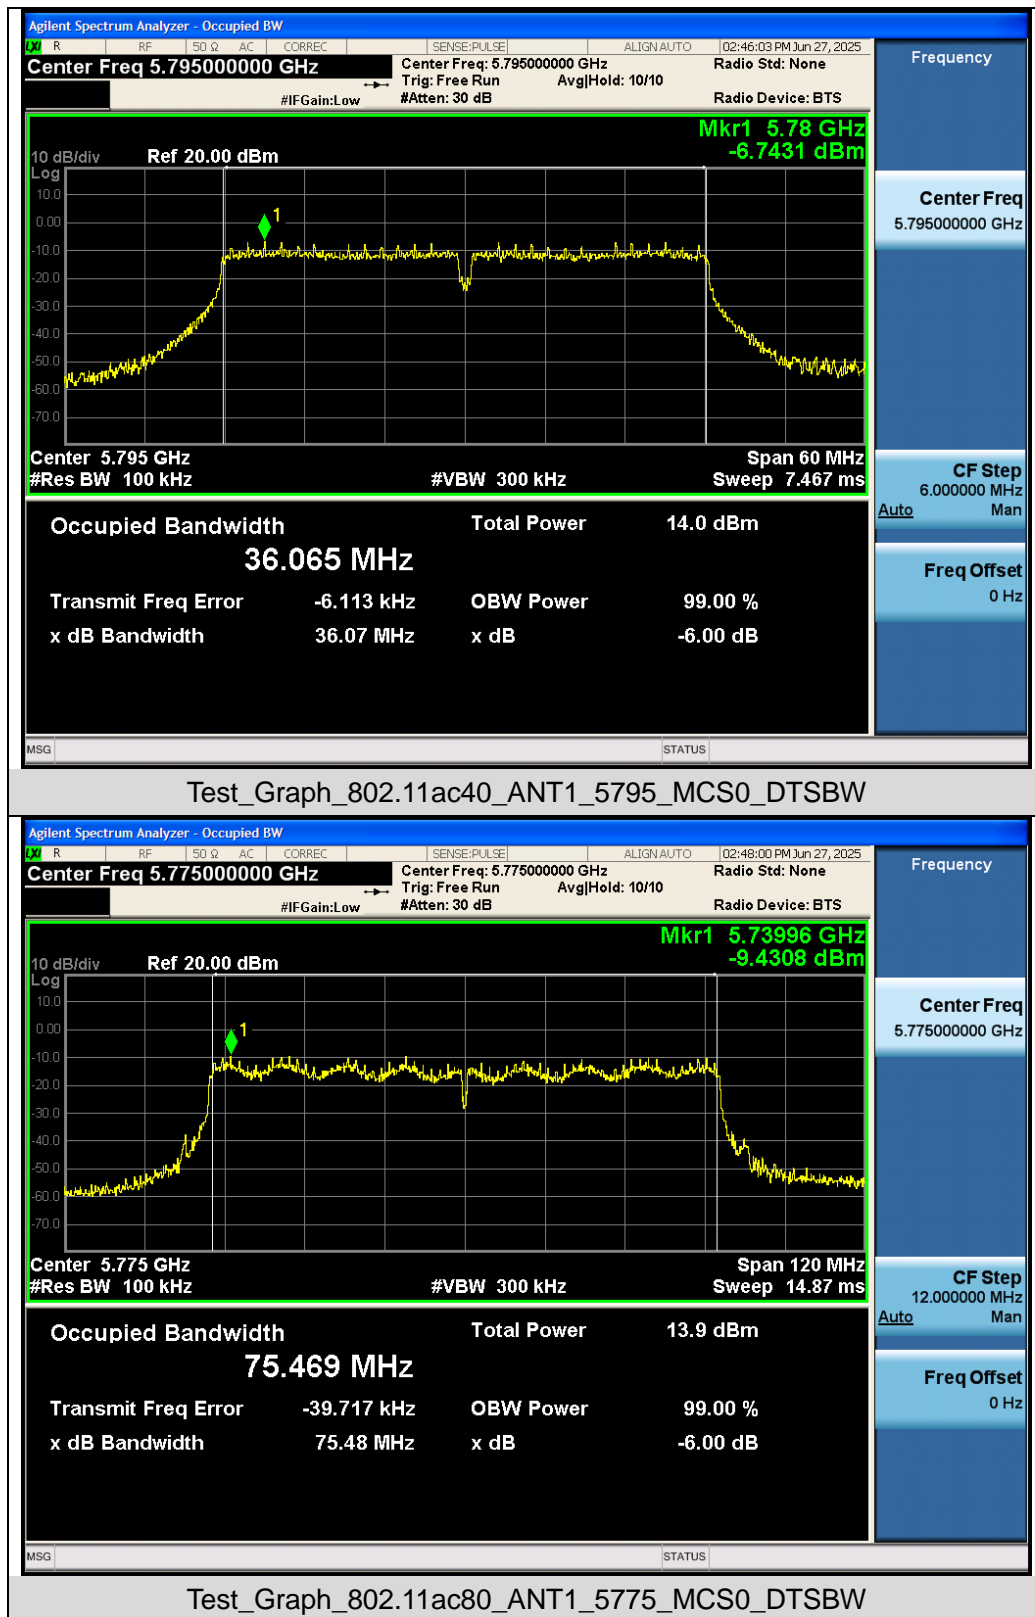 Agilent Spectrum Analyzer - Occupied BW
LXI R RF 50 Ω AC CORREC SENSE:PULSE ALIGN AUTO 02:46:03 PM Jun 27, 2025
Center Freq 5.795000000 GHz
Center Freq: 5.795000000 GHz Radio Std: None
Trig: Free Run Avg|Hold: 10/10
#IFGain:Low #Atten: 30 dB Radio Device: BTS
Frequency
Mkr1 5.78 GHz
-6.7431 dBm
10 dB/div Ref 20.00 dBm
Log
10.0
0.00
-10.0
-20.0
-30.0
-40.0
-50.0
-60.0
-70.0
1
Center 5.795 GHz Span 60 MHz
#Res BW 100 kHz #VBW 300 kHz Sweep 7.467 ms
Center Freq
5.795000000 GHz
CF Step
6.000000 MHz
Auto Man
Freq Offset
0 Hz
Occupied Bandwidth Total Power 14.0 dBm
36.065 MHz
Transmit Freq Error -6.113 kHz OBW Power 99.00 %
x dB Bandwidth 36.07 MHz x dB -6.00 dB
MSG STATUS
Test_Graph_802.11ac40_ANT1_5795_MCS0_DTSBW
Agilent Spectrum Analyzer - Occupied BW
LXI R RF 50 Ω AC CORREC SENSE:PULSE ALIGN AUTO 02:48:00 PM Jun 27, 2025
Center Freq 5.775000000 GHz
Center Freq: 5.775000000 GHz Radio Std: None
Trig: Free Run Avg|Hold: 10/10
#IFGain:Low #Atten: 30 dB Radio Device: BTS
Frequency
Mkr1 5.73996 GHz
-9.4308 dBm
10 dB/div Ref 20.00 dBm
Log
10.0
0.00
-10.0
-20.0
-30.0
-40.0
-50.0
-60.0
-70.0
1
Center 5.775 GHz Span 120 MHz
#Res BW 100 kHz #VBW 300 kHz Sweep 14.87 ms
Center Freq
5.775000000 GHz
CF Step
12.000000 MHz
Auto Man
Freq Offset
0 Hz
Occupied Bandwidth Total Power 13.9 dBm
75.469 MHz
Transmit Freq Error -39.717 kHz OBW Power 99.00 %
x dB Bandwidth 75.48 MHz x dB -6.00 dB
MSG STATUS
Test_Graph_802.11ac80_ANT1_5775_MCS0_DTSBW